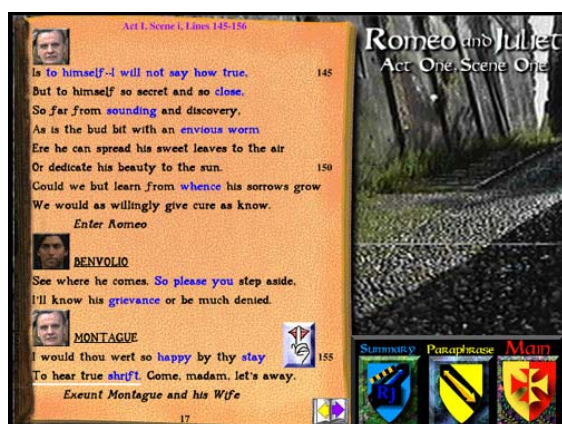 Act I, Scene i, Lines 145-156
Is to himself--I will not say how true,
145
But to himself so secret and so close,
So far from sounding and discovery,
As is the bud bit with an envious worm
Ere he can spread his sweet leaves to the air
Or dedicate his beauty to the sun.
150
Could we but learn from whence his sorrows grow
We would as willingly give cure as know.
Enter Romeo
BENVOLIO
See where he comes. So please you step aside,
I'll know his grievance or be much denied.
MONTAGUE
I would thou wert so happy by thy stay
155
To hear true shrift. Come, madam, let's away.
Exeunt Montague and his Wife
17
Romeo and Juliet
Act One, Scene One
Summary
Paraphrase
Main
RJ